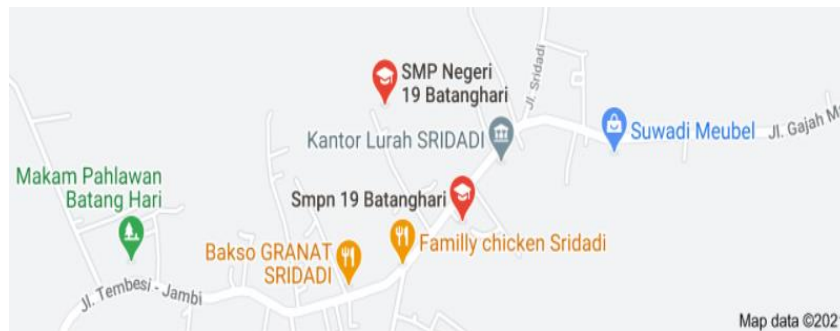 SMP Negeri
19 Batanghari
Jl. Sridadi
Kantor Lurah SRIDADI
Suwadi Meubel
Jl. Gajah M
Makam Pahlawan
Batang Hari
Smpn 19 Batanghari
Bakso GRANAT
SRIDADI
Familly chicken Sridadi
Jl. Tembesi - Jambi
Map data ©202